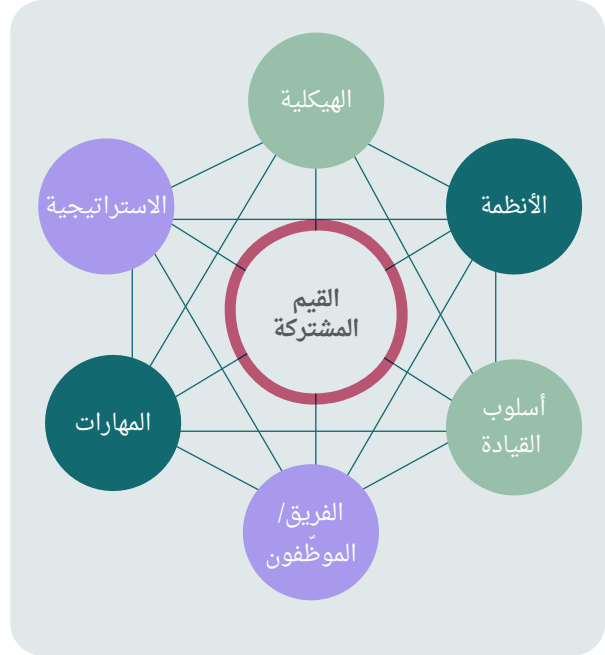 الهيكلية
الأنظمة
الاستراتيجية
القيم
المشتركة
أسلوب
القيادة
المهارات
الفريق/
الموظّفون